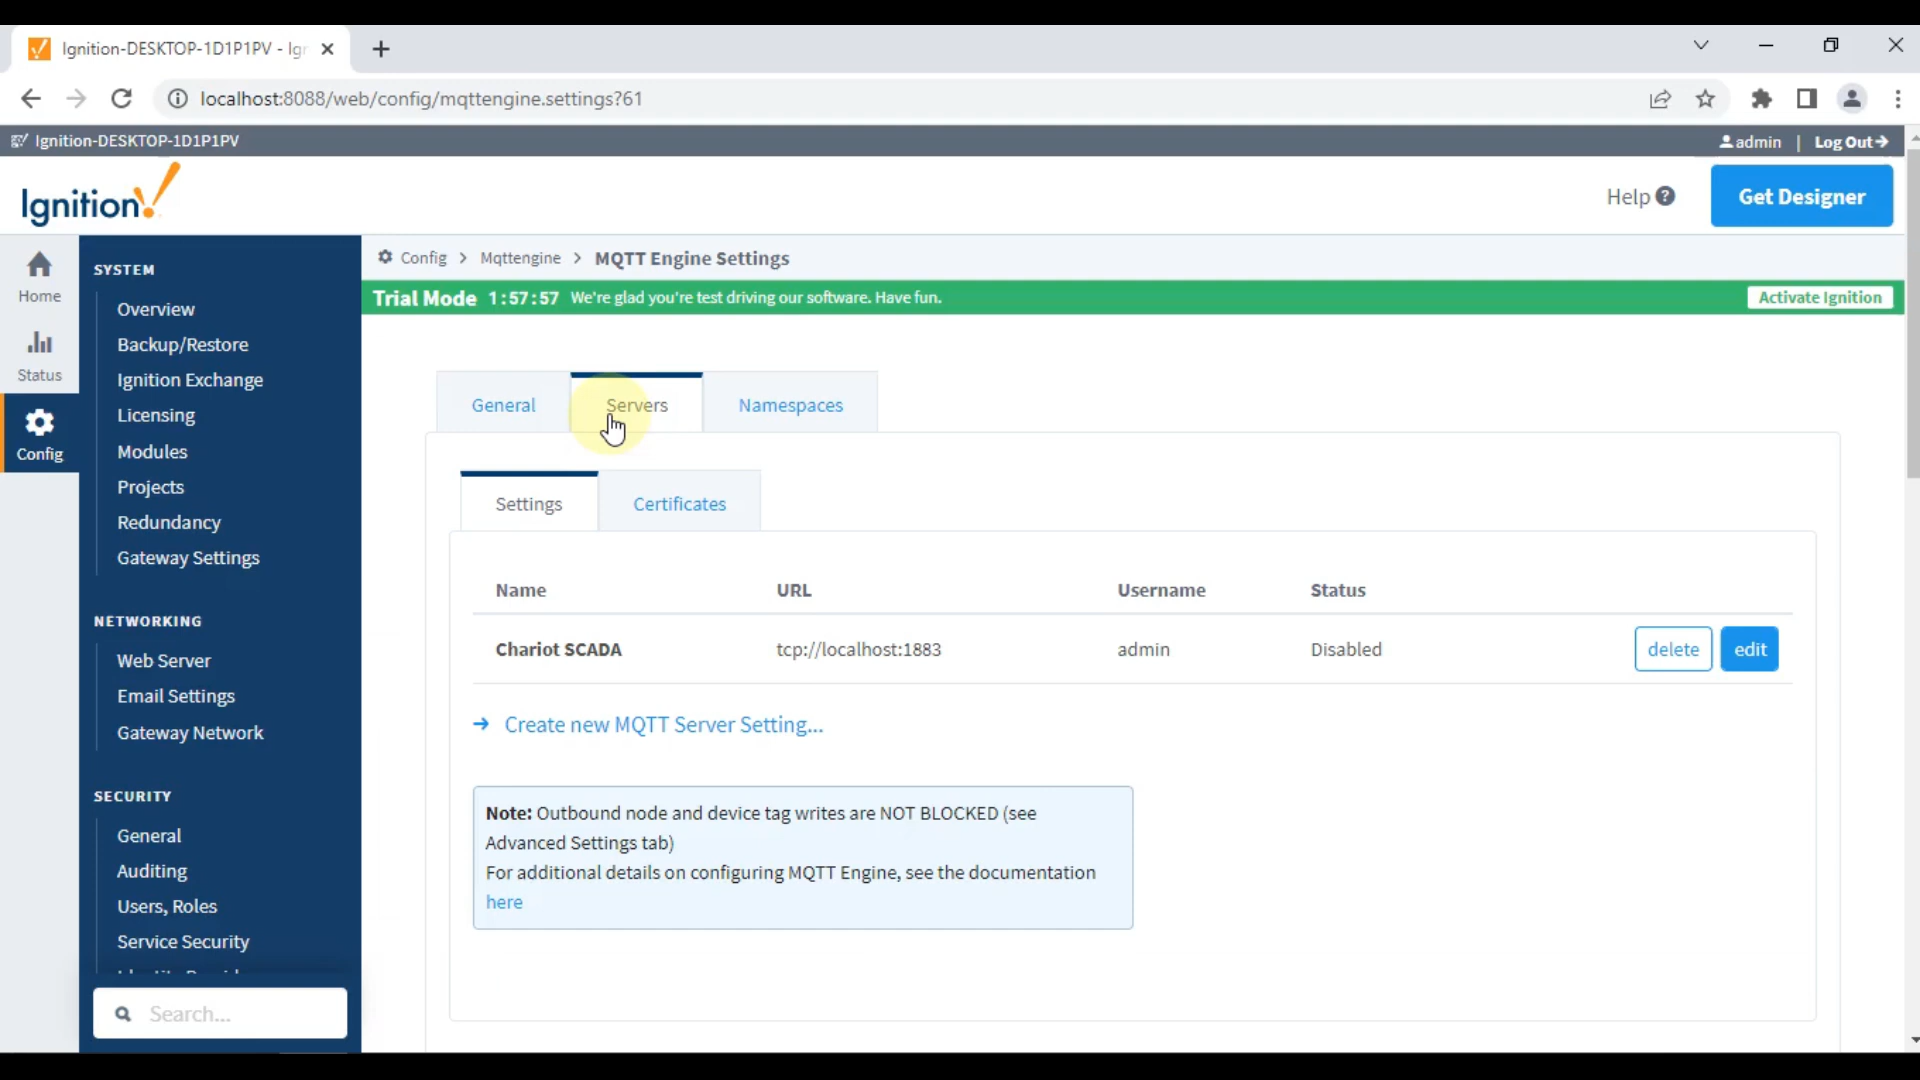 Ignition-DESKTOP-1D1P1PV - Ign
localhost:8088/web/config/mqttengine.settings?61
Ignition-DESKTOP-1D1P1PV
admin | Log Out
Ignition!
Help
Get Designer
Home
Status
Config
SYSTEM
Overview
Backup/Restore
Ignition Exchange
Licensing
Modules
Projects
Redundancy
Gateway Settings
NETWORKING
Web Server
Email Settings
Gateway Network
SECURITY
General
Auditing
Users, Roles
Service Security
Search...
Config > Mqttengine > MQTT Engine Settings
Trial Mode 1:57:57 We're glad you're test driving our software. Have fun.
Activate Ignition
General Servers Namespaces
Settings Certificates
Name URL Username Status
Chariot SCADA tcp://localhost:1883 admin Disabled delete edit
→ Create new MQTT Server Setting...
Note: Outbound node and device tag writes are NOT BLOCKED (see
Advanced Settings tab)
For additional details on configuring MQTT Engine, see the documentation
here